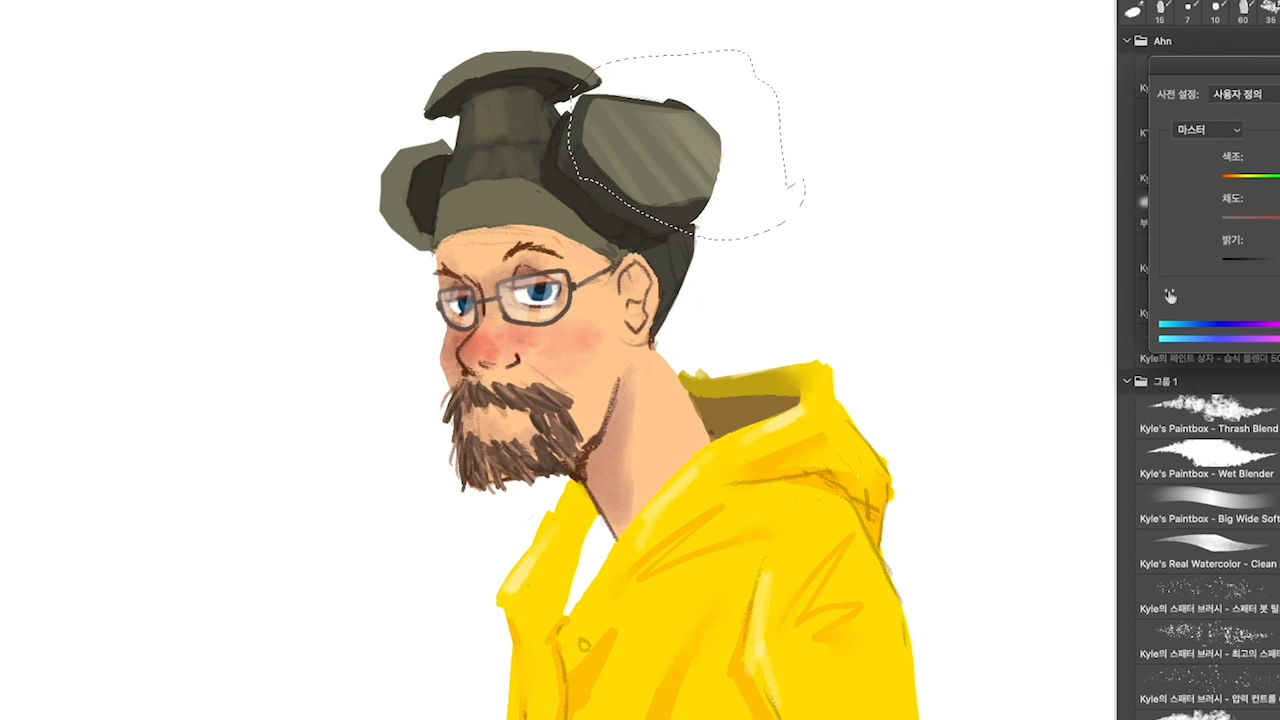 15 7 10 60 35
Ahn
사전 설정: 사용자 정의
마스터
색조:
채도:
밝기:
Kyle의 페인트 상자 - 습식 블렌더 50
그룹 1
Kyle's Paintbox - Thrash Blend
Kyle's Paintbox - Wet Blender
Kyle's Paintbox - Big Wide Soft
Kyle's Real Watercolor - Clean
Kyle의 스패터 브러시 - 스패터 봇 틸
Kyle의 스패터 브러시 - 최고의 스패터
Kyle의 스패터 브러시 - 압력 컨트롤